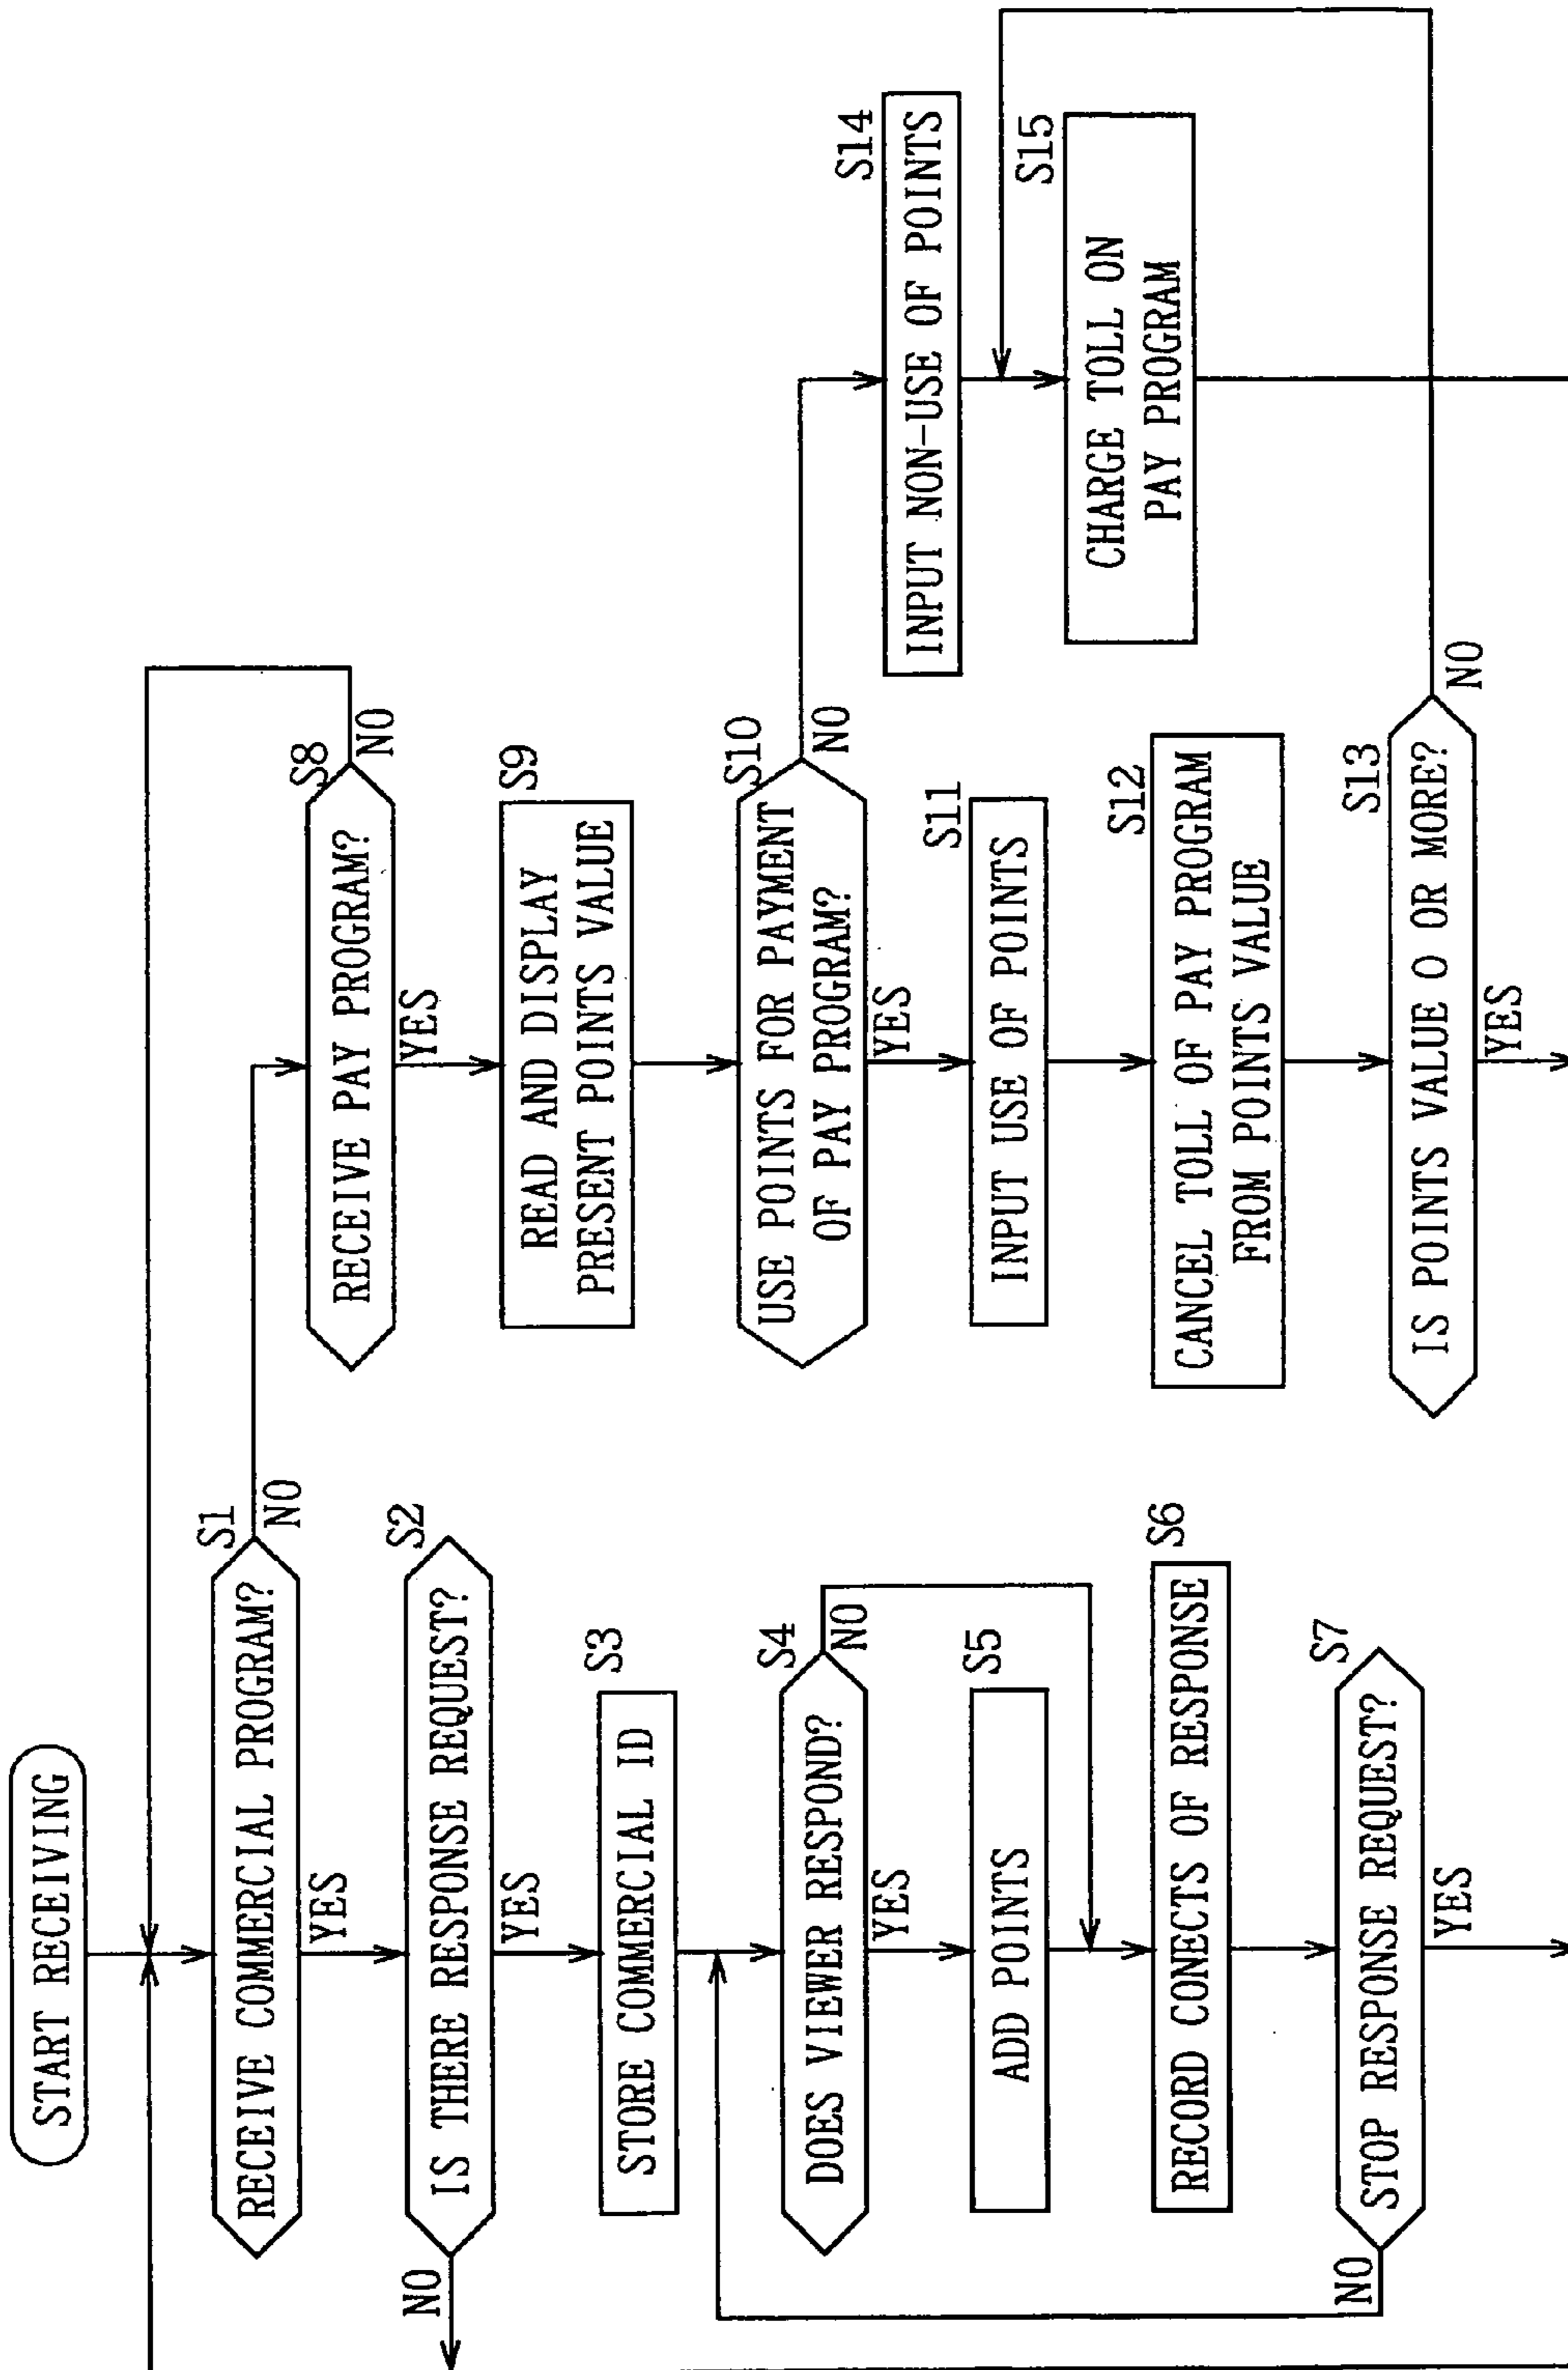 START RECEIVING
S1
RECEIVE COMMERCIAL PROGRAM?
NO
YES
S2
IS THERE RESPONSE REQUEST?
NO
YES
S3
STORE COMMERCIAL ID
S4
DOES VIEWER RESPOND?
NO
YES
S5
ADD POINTS
S6
RECORD CONECTS OF RESPONSE
S7
STOP RESPONSE REQUEST?
NO
YES
S8
RECEIVE PAY PROGRAM?
NO
YES
S9
READ AND DISPLAY
PRESENT POINTS VALUE
S10
USE POINTS FOR PAYMENT
OF PAY PROGRAM?
NO
YES
S11
INPUT USE OF POINTS
S12
CANCEL TOLL OF PAY PROGRAM
FROM POINTS VALUE
S13
IS POINTS VALUE 0 OR MORE?
NO
YES
S14
INPUT NON-USE OF POINTS
S15
CHARGE TOLL ON
PAY PROGRAM